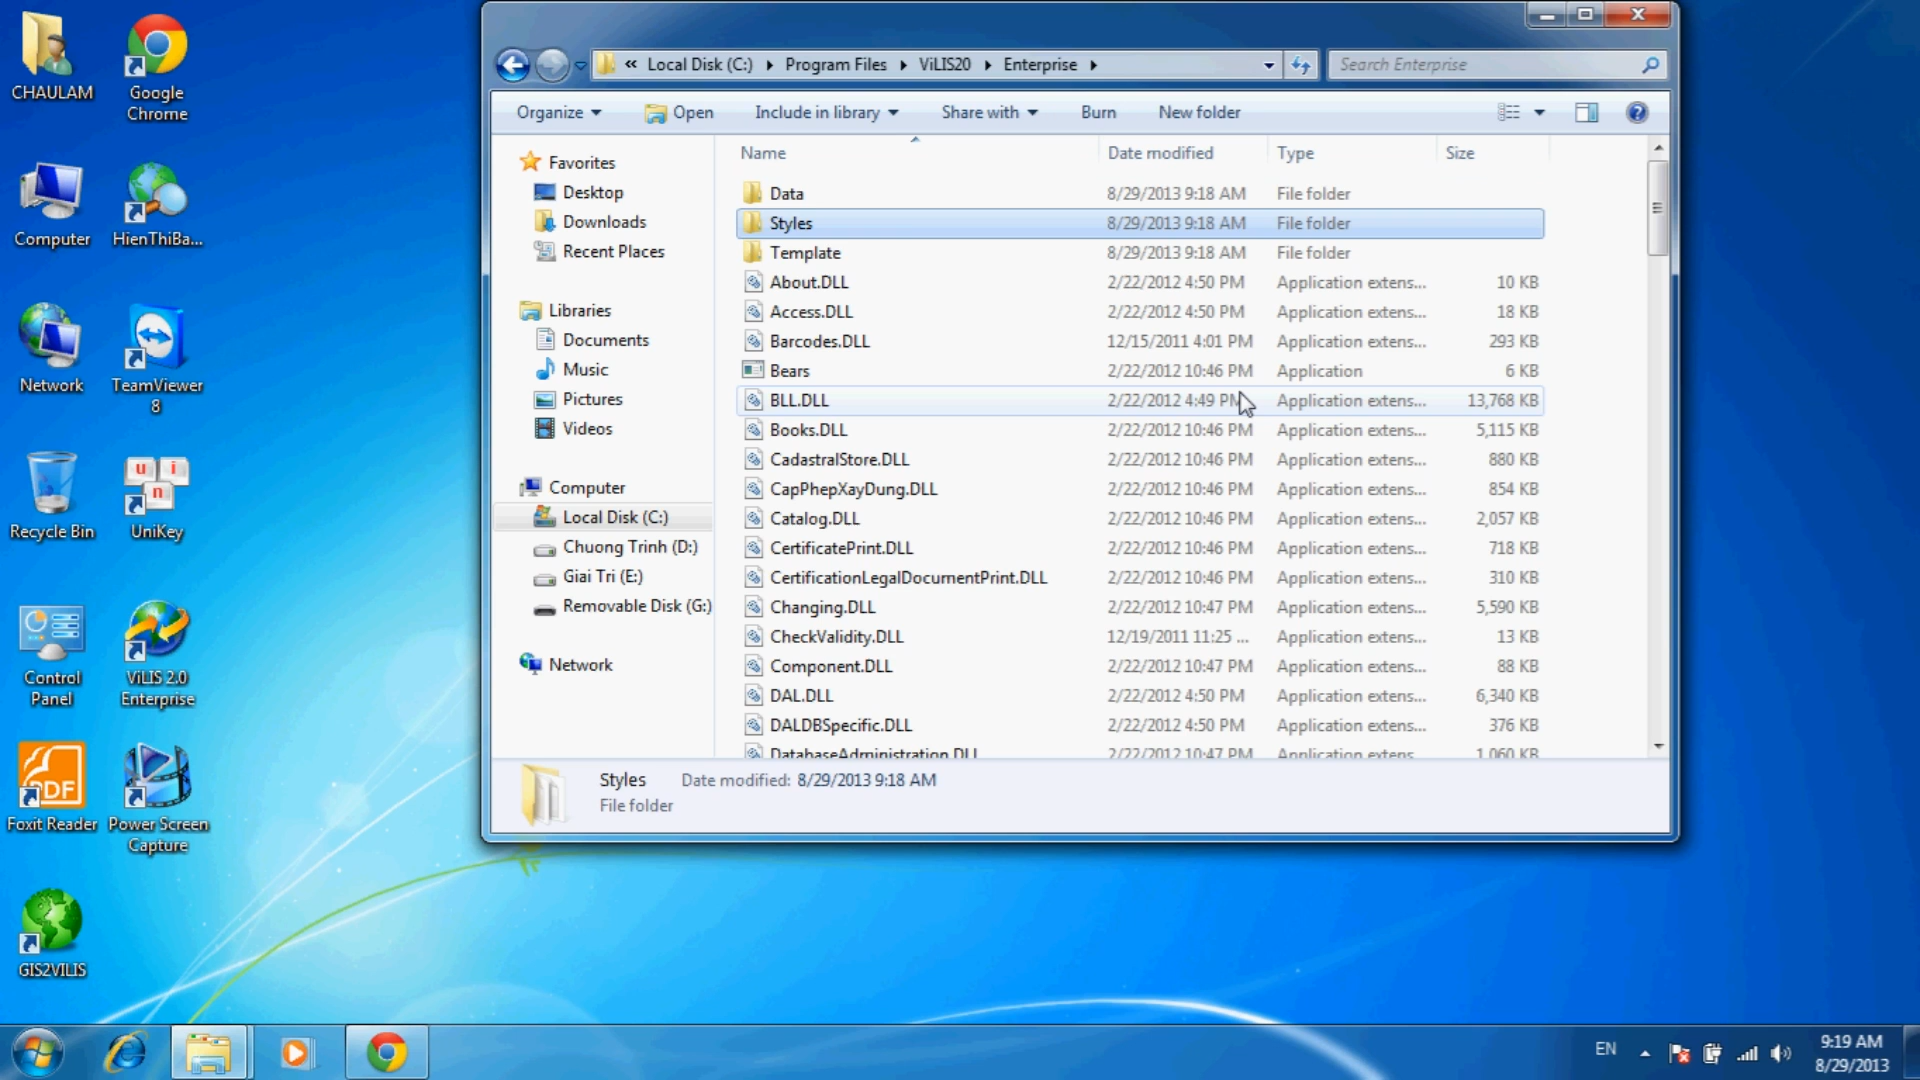 CHAULAM
Google
Chrome
Computer
HienThiBa...
Network
TeamViewer
8
Recycle Bin
UniKey
Control
Panel
ViLIS 2.0
Enterprise
Foxit Reader
Power Screen
Capture
GIS2VILIS
« Local Disk (C:) Program Files ViLIS20 Enterprise
Search Enterprise
Organize Open Include in library Share with Burn New folder
Favorites
Desktop
Downloads
Recent Places
Libraries
Documents
Music
Pictures
Videos
Computer
Local Disk (C:)
Chuong Trinh (D:)
Giai Tri (E:)
Removable Disk (G:)
Network
Name Date modified Type Size
Data 8/29/2013 9:18 AM File folder
Styles 8/29/2013 9:18 AM File folder
Template 8/29/2013 9:18 AM File folder
About.DLL 2/22/2012 4:50 PM Application extens... 10 KB
Access.DLL 2/22/2012 4:50 PM Application extens... 18 KB
Barcodes.DLL 12/15/2011 4:01 PM Application extens... 293 KB
Bears 2/22/2012 10:46 PM Application 6 KB
BLL.DLL 2/22/2012 4:49 PM Application extens... 13,768 KB
Books.DLL 2/22/2012 10:46 PM Application extens... 5,115 KB
CadastralStore.DLL 2/22/2012 10:46 PM Application extens... 880 KB
CapPhepXayDung.DLL 2/22/2012 10:46 PM Application extens... 854 KB
Catalog.DLL 2/22/2012 10:46 PM Application extens... 2,057 KB
CertificatePrint.DLL 2/22/2012 10:46 PM Application extens... 718 KB
CertificationLegalDocumentPrint.DLL 2/22/2012 10:46 PM Application extens... 310 KB
Changing.DLL 2/22/2012 10:47 PM Application extens... 5,590 KB
CheckValidity.DLL 12/19/2011 11:25 ... Application extens... 13 KB
Component.DLL 2/22/2012 10:47 PM Application extens... 88 KB
DAL.DLL 2/22/2012 4:50 PM Application extens... 6,340 KB
DALDBSpecific.DLL 2/22/2012 4:50 PM Application extens... 376 KB
DatabaseAdministration.DLL 2/22/2012 10:47 PM Application extens... 1,060 KB
Styles Date modified: 8/29/2013 9:18 AM
File folder
EN
9:19 AM
8/29/2013